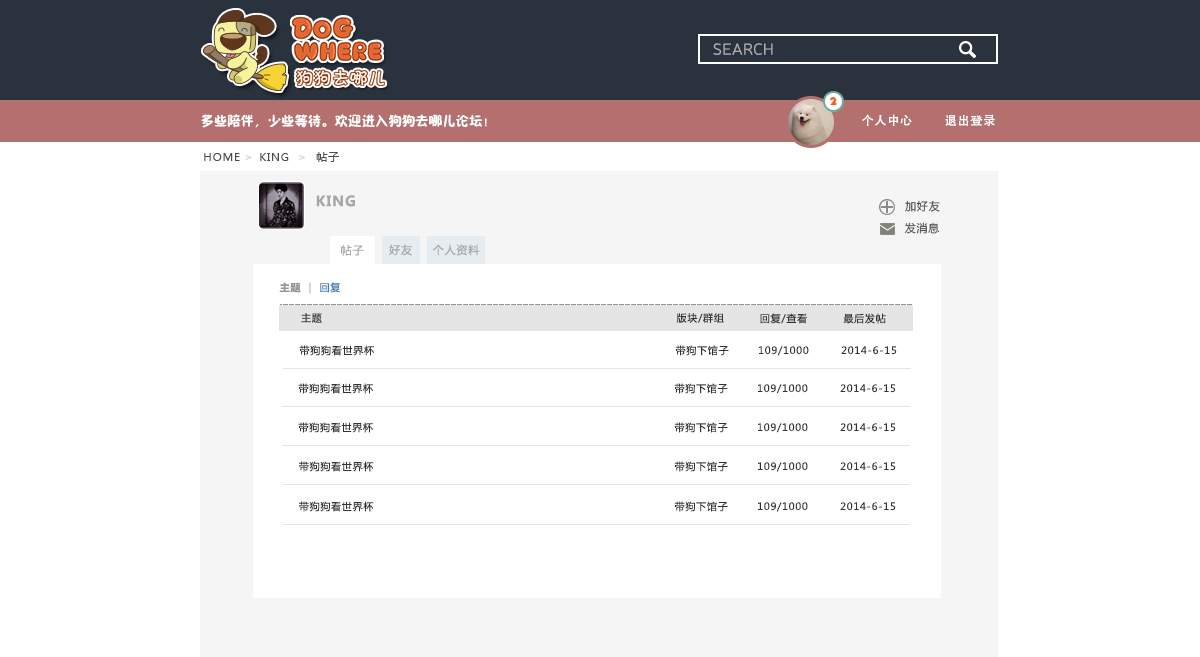 DOG
WHERE
狗狗去哪儿
SEARCH
多些陪伴，少些等待。欢迎进入狗狗去哪儿论坛！
2
个人中心 退出登录
HOME > KING > 帖子
KING
加好友
发消息
帖子 好友 个人资料
主题 | 回复
主题 版块/群组 回复/查看 最后发帖
带狗狗看世界杯 带狗下馆子 109/1000 2014-6-15
带狗狗看世界杯 带狗下馆子 109/1000 2014-6-15
带狗狗看世界杯 带狗下馆子 109/1000 2014-6-15
带狗狗看世界杯 带狗下馆子 109/1000 2014-6-15
带狗狗看世界杯 带狗下馆子 109/1000 2014-6-15